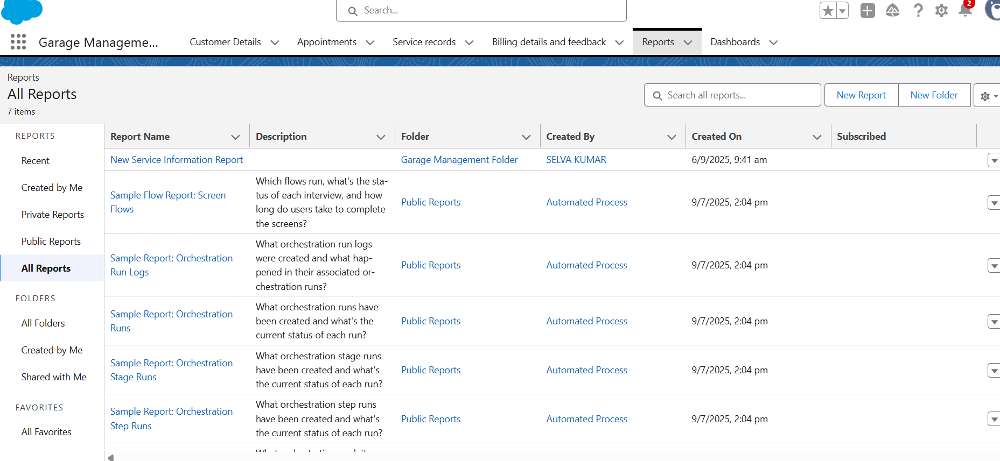 Search...
2
Garage Manageme...
Customer Details
Appointments
Service records
Billing details and feedback
Reports
Dashboards
Reports
All Reports
7 items
Search all reports...
New Report
New Folder
REPORTS
Recent
Created by Me
Private Reports
Public Reports
All Reports
FOLDERS
All Folders
Created by Me
Shared with Me
FAVORITES
All Favorites
Report Name Description Folder Created By Created On Subscribed
New Service Information Report Garage Management Folder SELVA KUMAR 6/9/2025, 9:41 am
Sample Flow Report: Screen
Flows
Which flows run, what’s the sta-
tus of each interview, and how
long do users take to complete
the screens?
Public Reports
Automated Process
9/7/2025, 2:04 pm
Sample Report: Orchestration
Run Logs
What orchestration run logs
were created and what hap-
pened in their associated or-
chestration runs?
Public Reports
Automated Process
9/7/2025, 2:04 pm
Sample Report: Orchestration
Runs
What orchestration runs have
been created and what's the
current status of each run?
Public Reports
Automated Process
9/7/2025, 2:04 pm
Sample Report: Orchestration
Stage Runs
What orchestration stage runs
have been created and what's
the current status of each run?
Public Reports
Automated Process
9/7/2025, 2:04 pm
Sample Report: Orchestration
Step Runs
What orchestration step runs
have been created and what's
the current status of each run?
Public Reports
Automated Process
9/7/2025, 2:04 pm